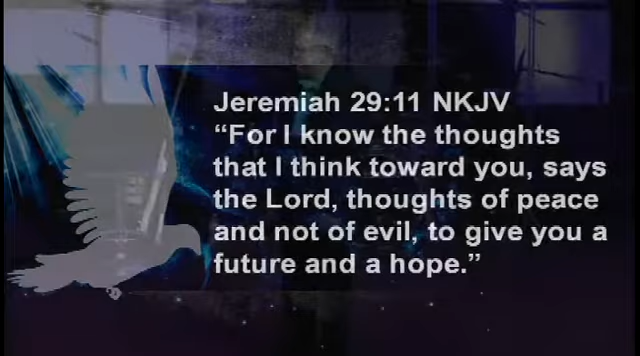 Jeremiah 29:11 NKJV
“For I know the thoughts
that I think toward you, says
the Lord, thoughts of peace
and not of evil, to give you a
future and a hope.”